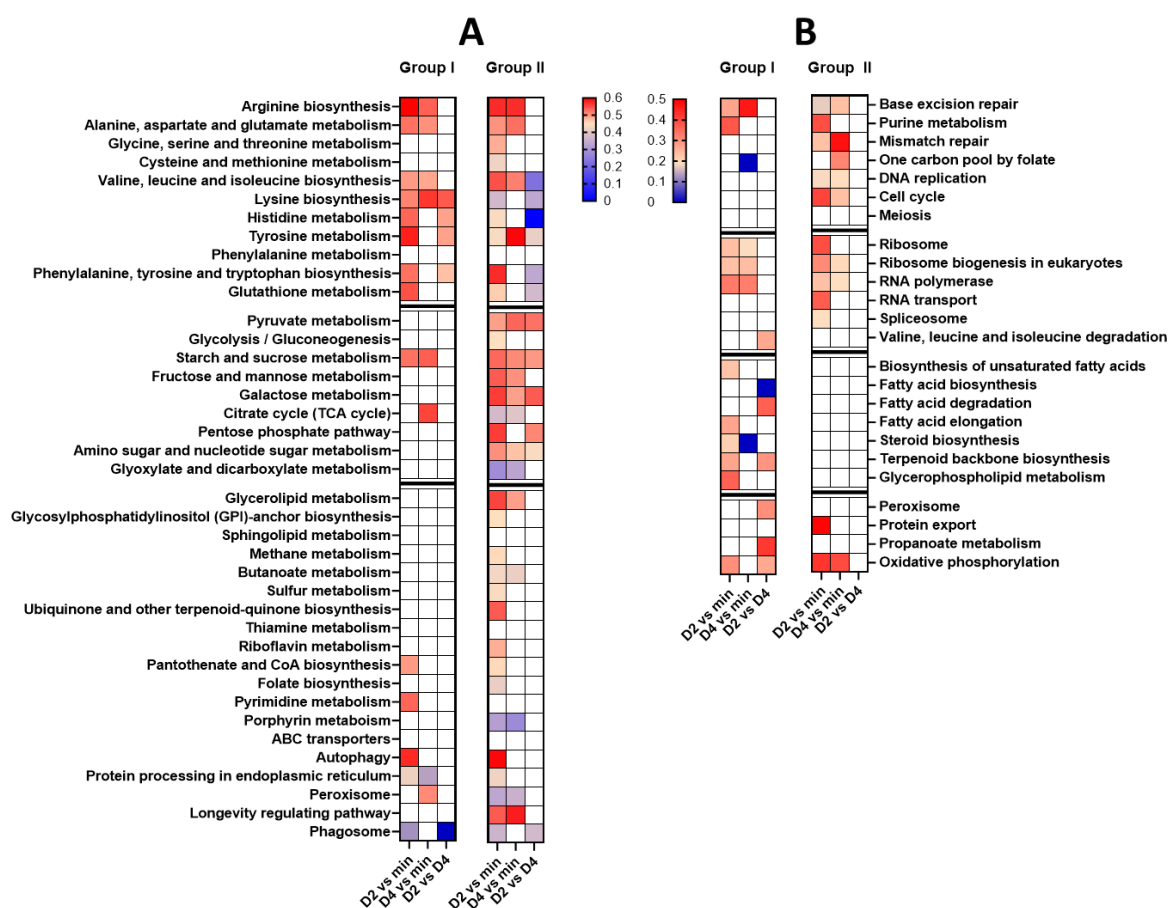 A
B
Group I
Group II
Group I
Group II
Arginine biosynthesis
Alanine, aspartate and glutamate metabolism
Glycine, serine and threonine metabolism
Cysteine and methionine metabolism
Valine, leucine and isoleucine biosynthesis
Lysine biosynthesis
Histidine metabolism
Tyrosine metabolism
Phenylalanine metabolism
Phenylalanine, tyrosine and tryptophan biosynthesis
Glutathione metabolism
Pyruvate metabolism
Glycolysis / Gluconeogenesis
Starch and sucrose metabolism
Fructose and mannose metabolism
Galactose metabolism
Citrate cycle (TCA cycle)
Pentose phosphate pathway
Amino sugar and nucleotide sugar metabolism
Glyoxylate and dicarboxylate metabolism
Glycerolipid metabolism
Glycosylphosphatidylinositol (GPI)-anchor biosynthesis
Sphingolipid metabolism
Methane metabolism
Butanoate metabolism
Sulfur metabolism
Ubiquinone and other terpenoid-quinone biosynthesis
Thiamine metabolism
Riboflavin metabolism
Pantothenate and CoA biosynthesis
Folate biosynthesis
Pyrimidine metabolism
Porphyrin metaboism
ABC transporters
Autophagy
Protein processing in endoplasmic reticulum
Peroxisome
Longevity regulating pathway
Phagosome
D2 vs min
D4 vs min
D2 vs D4
D2 vs min
D4 vs min
D2 vs D4
0.6
0.5
0.4
0.3
0.2
0.1
0
0.5
0.4
0.3
0.2
0.1
0
Base excision repair
Purine metabolism
Mismatch repair
One carbon pool by folate
DNA replication
Cell cycle
Meiosis
Ribosome
Ribosome biogenesis in eukaryotes
RNA polymerase
RNA transport
Spliceosome
Valine, leucine and isoleucine degradation
Biosynthesis of unsaturated fatty acids
Fatty acid biosynthesis
Fatty acid degradation
Fatty acid elongation
Steroid biosynthesis
Terpenoid backbone biosynthesis
Glycerophospholipid metabolism
Peroxisome
Protein export
Propanoate metabolism
Oxidative phosphorylation
D2 vs min
D4 vs min
D2 vs D4
D2 vs min
D4 vs min
D2 vs D4